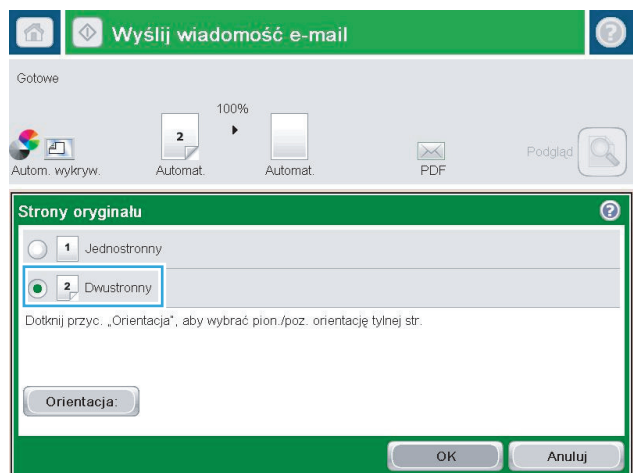 Wyślij wiadomość e-mail
Gotowe
100%
2
Autom. wykryw.
Automat.
Automat.
PDF
Podgląd
Strony oryginału
1 Jednostronny
2 Dwustronny
Dotknij przyc. „Orientacja“, aby wybrać pion./poz. orientację tylnej str.
Orientacja:
OK
Anuluj